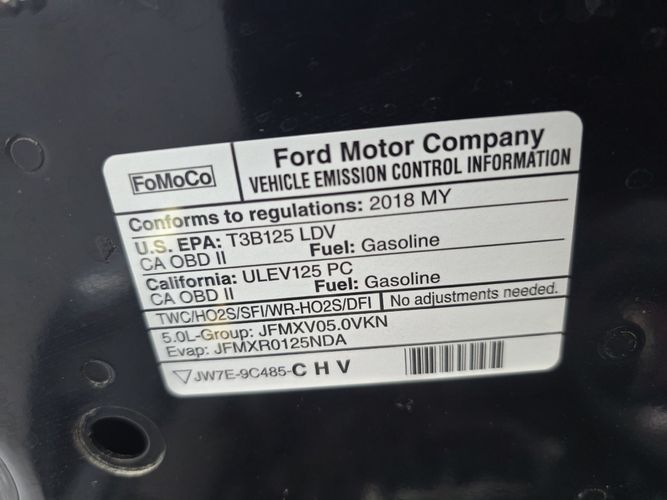 FoMoCo
Ford Motor Company
VEHICLE EMISSION CONTROL INFORMATION
Conforms to regulations: 2018 MY
U.S. EPA: T3B125 LDV
CA OBD II Fuel: Gasoline
California: ULEV125 PC
CA OBD II Fuel: Gasoline
TWC/HO2S/SFI/WR-HO2S/DFI No adjustments needed.
5.0L-Group: JFMXV05.0VKN
Evap: JFMXR0125NDA
JW7E-9C485-C H V